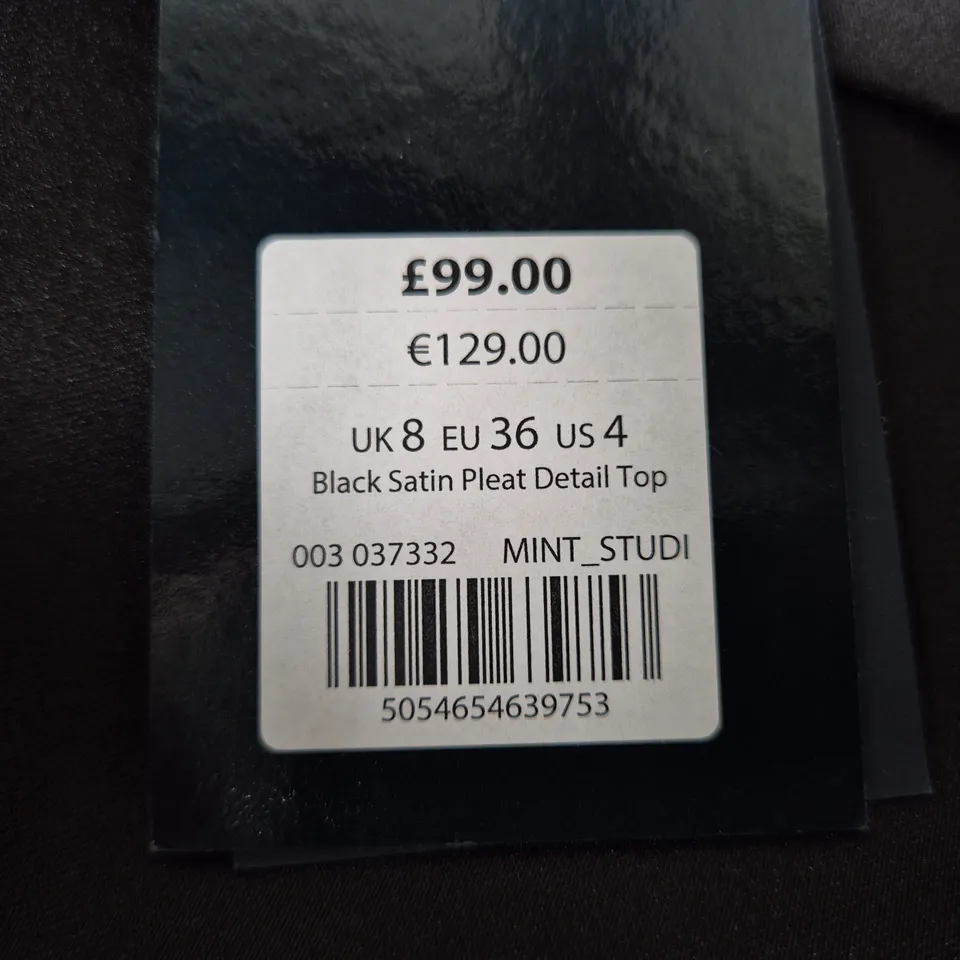 £99.00
€129.00
UK 8 EU 36 US 4
Black Satin Pleat Detail Top
003 037332 MINT_STUDI
5054654639753